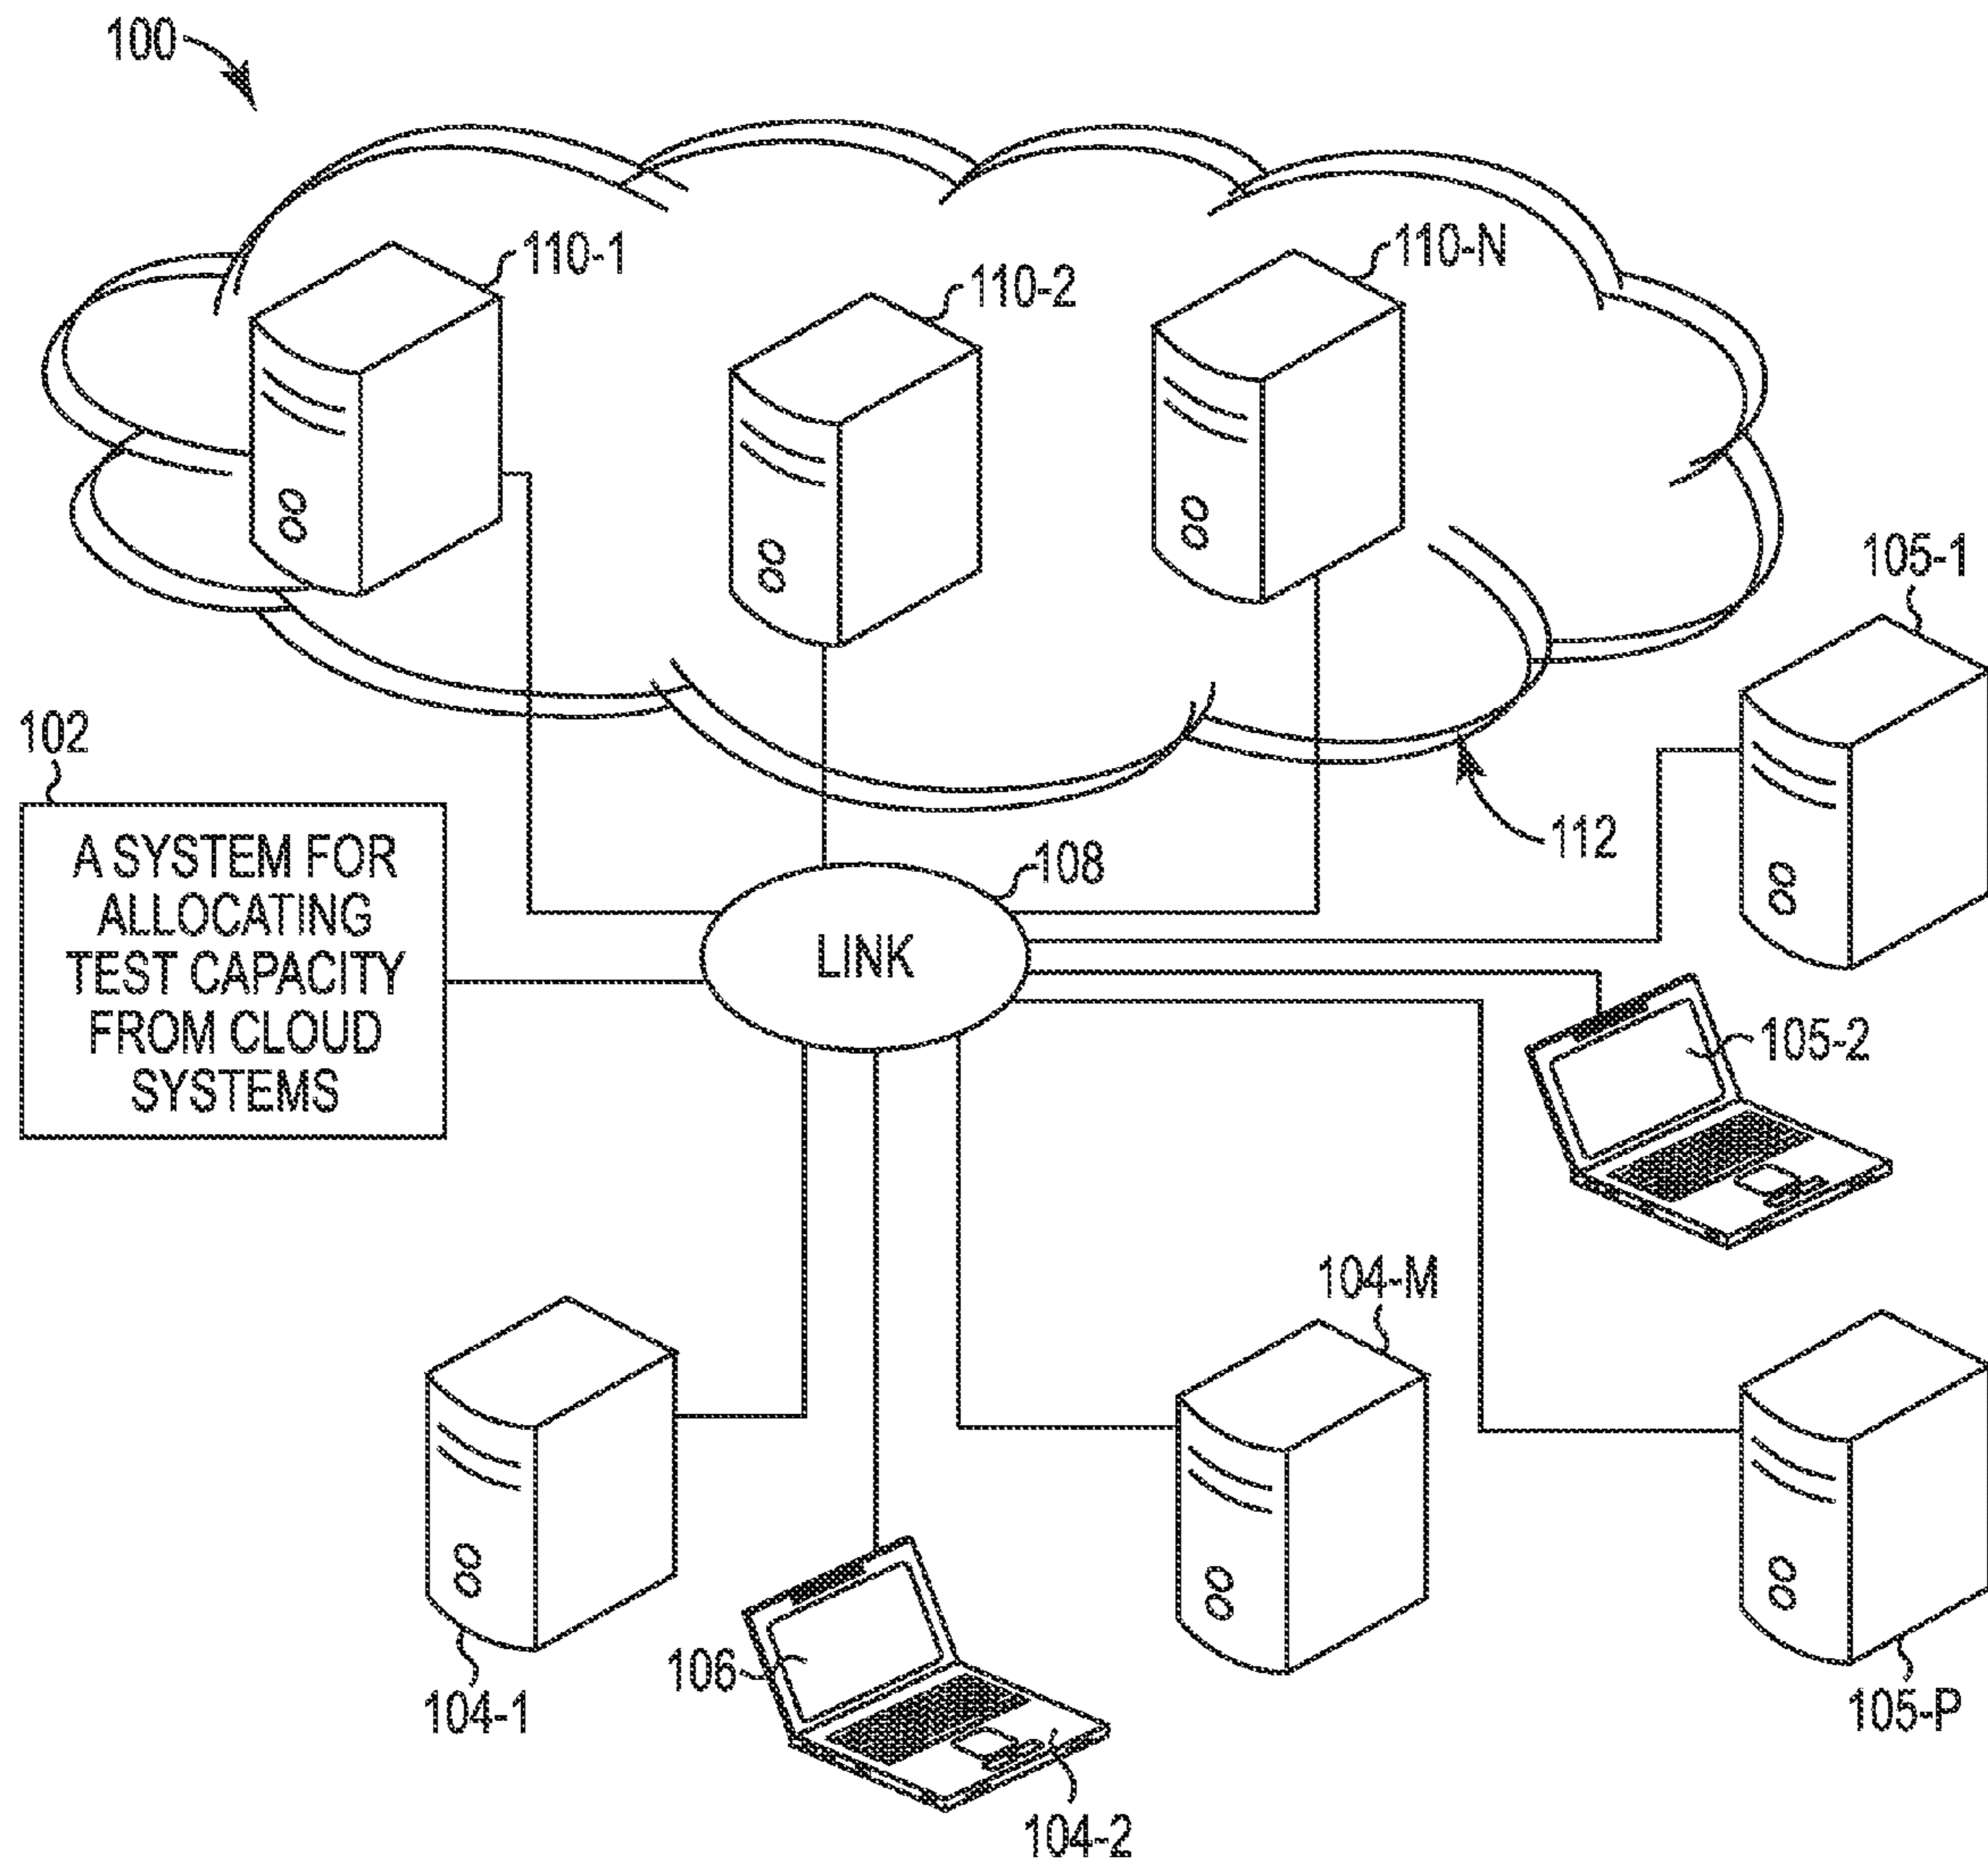 100
110-1
110-2
110-N
105-1
102
A SYSTEM FOR
ALLOCATING
TEST CAPACITY
FROM CLOUD
SYSTEMS
108
112
LINK
105-2
104-M
106
104-1
105-P
104-2